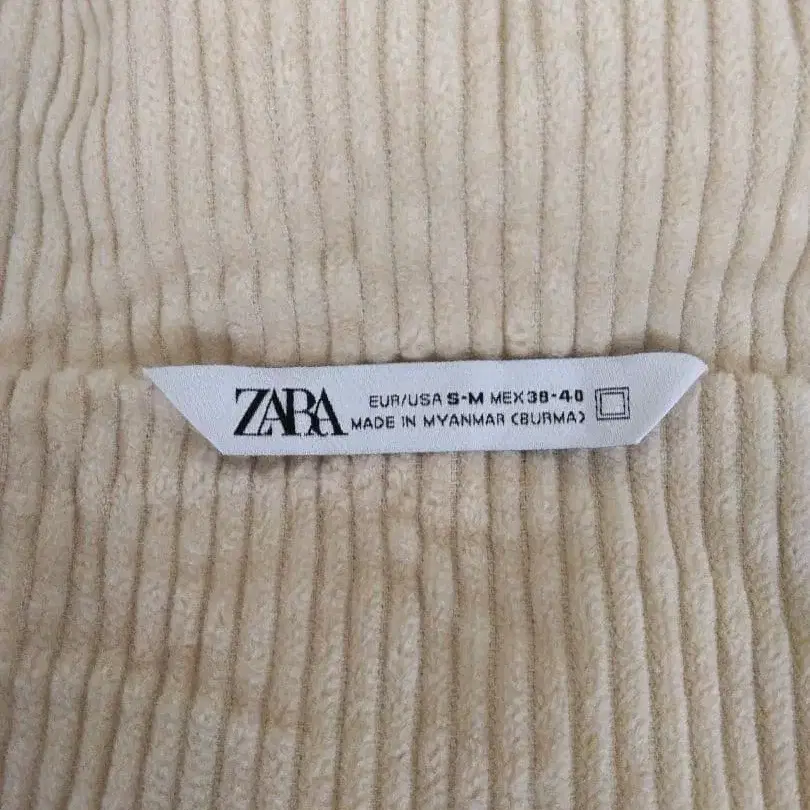 ZARA
EUR/USA S-M MEX 38-40
MADE IN MYANMAR (BURMA)